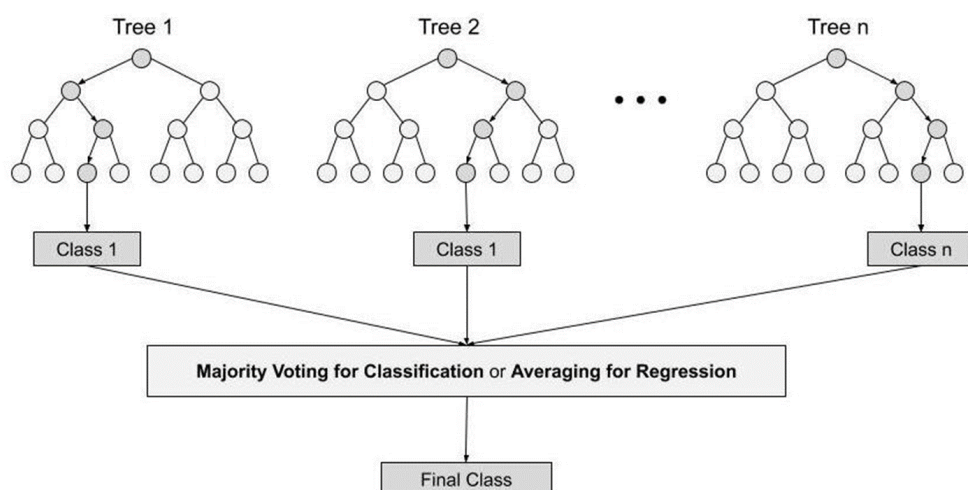 Tree 1
Tree 2
Tree n
Class 1
Class 1
Class n
Majority Voting for Classification or Averaging for Regression
Final Class